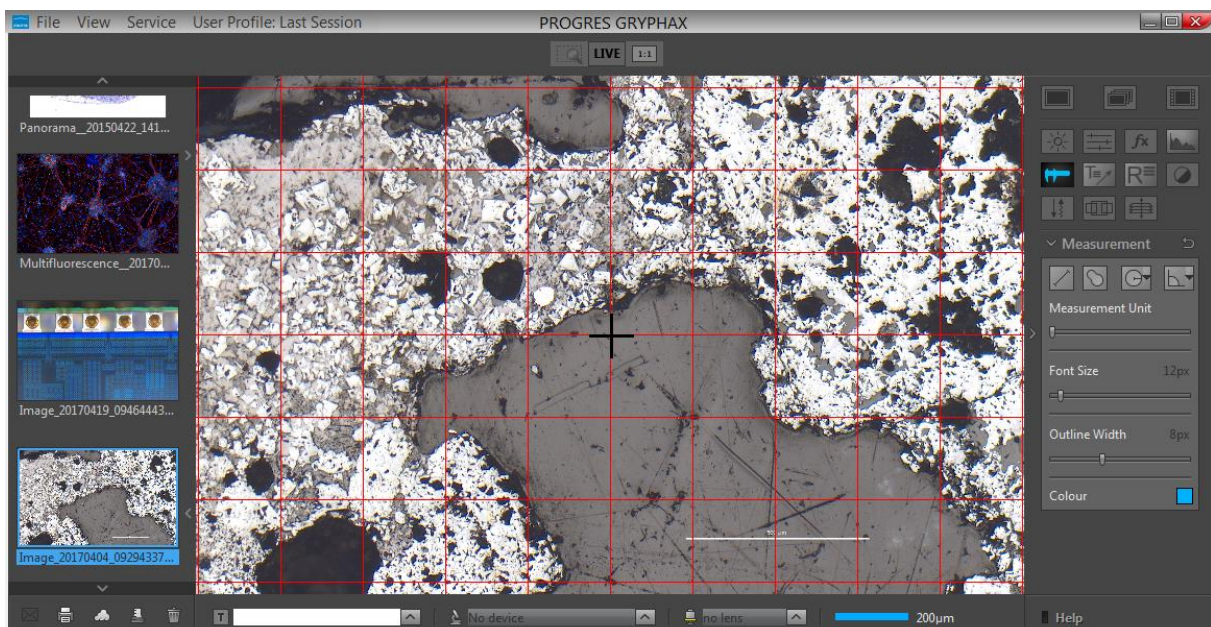 File View Service User Profile: Last Session PROGRES GRYPHAX
LIVE 1:1
Panorama__20150422_141...
Multifluorescence__20170...
Image_20170419_09464443...
Image_20170404_09294337...
fx
T
R
Measurement
Measurement Unit
Font Size 12px
Outline Width 8px
Colour
T No device no lens 200µm Help